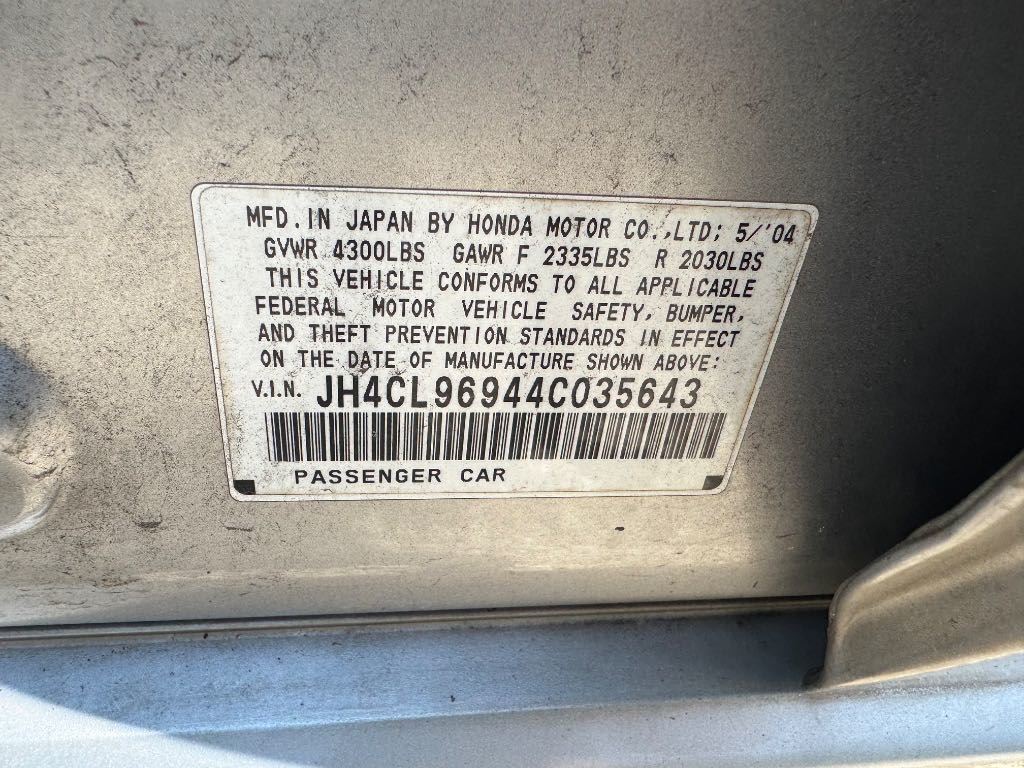 MFD. IN JAPAN BY HONDA MOTOR CO.,LTD; 5/'04
GVWR 4300LBS GAWR F 2335LBS R 2030LBS
THIS VEHICLE CONFORMS TO ALL APPLICABLE
FEDERAL MOTOR VEHICLE SAFETY, BUMPER,
AND THEFT PREVENTION STANDARDS IN EFFECT
ON THE DATE OF MANUFACTURE SHOWN ABOVE:
V.I.N. JH4CL96944C035643
PASSENGER CAR